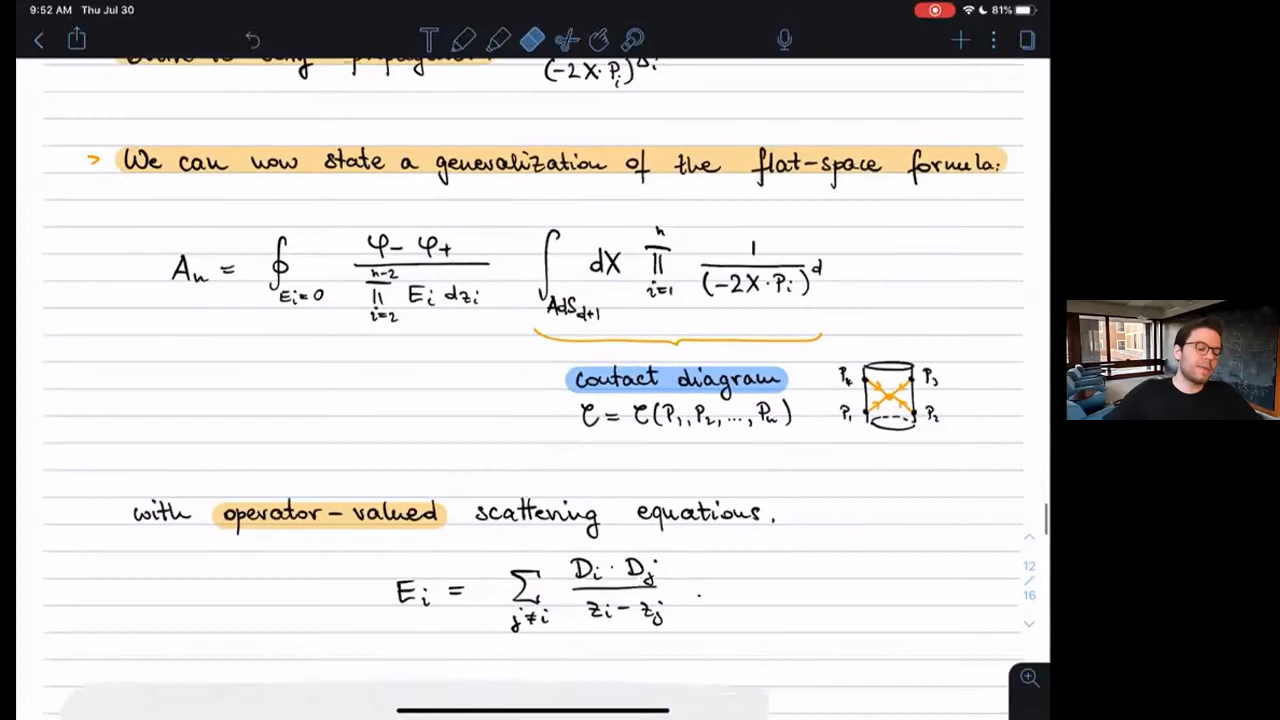 9:52 AM Thu Jul 30
81%
(-2X·P_i)^{Δ_i}
> We can now state a generalization of the flat-space formula:
A_n = ∮_{E_i=0} \frac{φ_- φ_+}{∏_{i=2}^{n-2} E_i dz_i} ∫_{AdS_{d+1}} dX ∏_{i=1}^{n} \frac{1}{(-2X·P_i)^d}
contact diagram
P_4 P_3
C = C(P_1, P_2, ..., P_n)
P_1 P_2
with operator-valued scattering equations.
12
/
16
E_i = ∑_{j≠i} \frac{D_i · D_j}{z_i - z_j} .